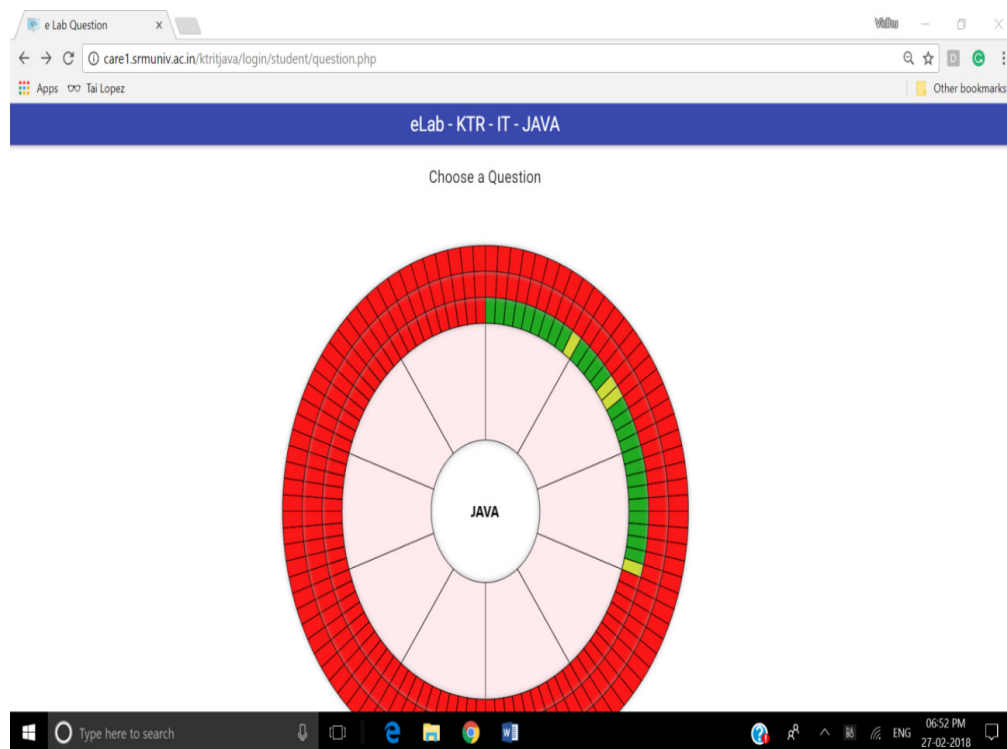 e Lab Question
care1.srmuniv.ac.in/ktritjava/login/student/question.php
Apps
Tai Lopez
Other bookmarks
eLab - KTR - IT - JAVA
Choose a Question
JAVA
Type here to search
ENG
06:52 PM
27-02-2018